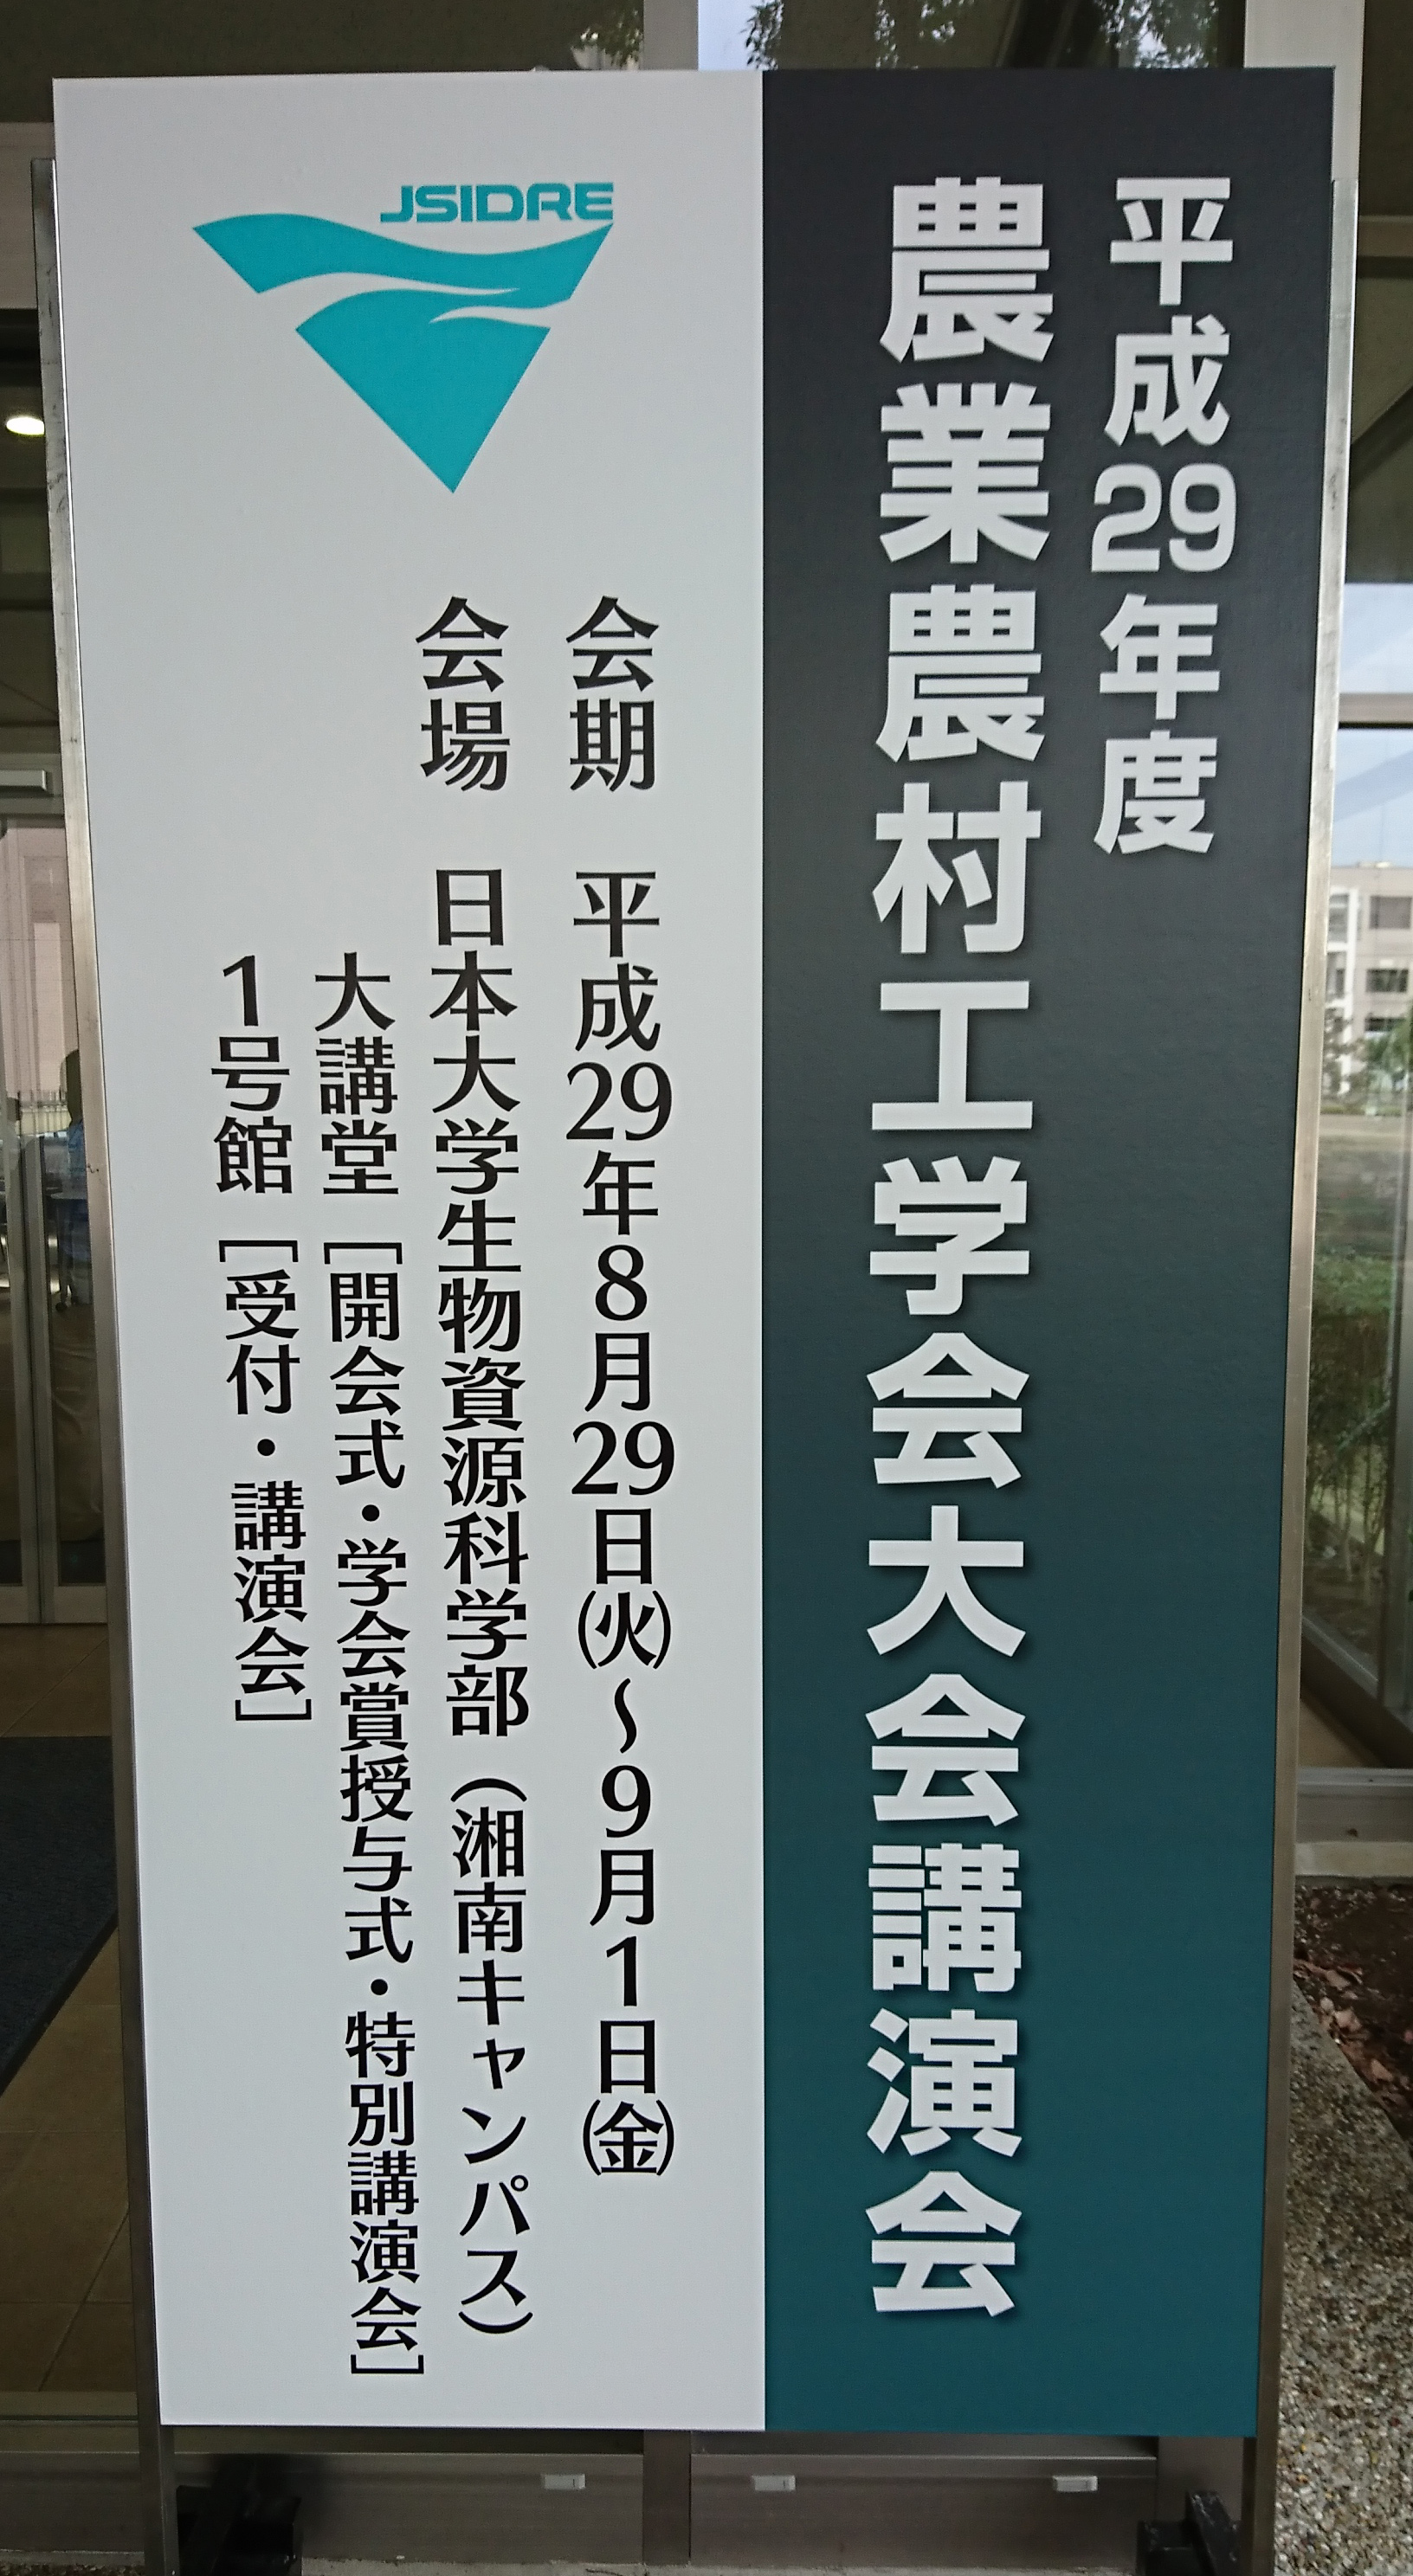 平成29年度
農業農村工学会大会講演会
JSIDRE
会期 平成29年8月29日(火)～9月1日(金)
会場 日本大学生物資源科学部（湘南キャンパス）
大講堂［開会式・学会賞授与式・特別講演会］
1号館［受付・講演会］